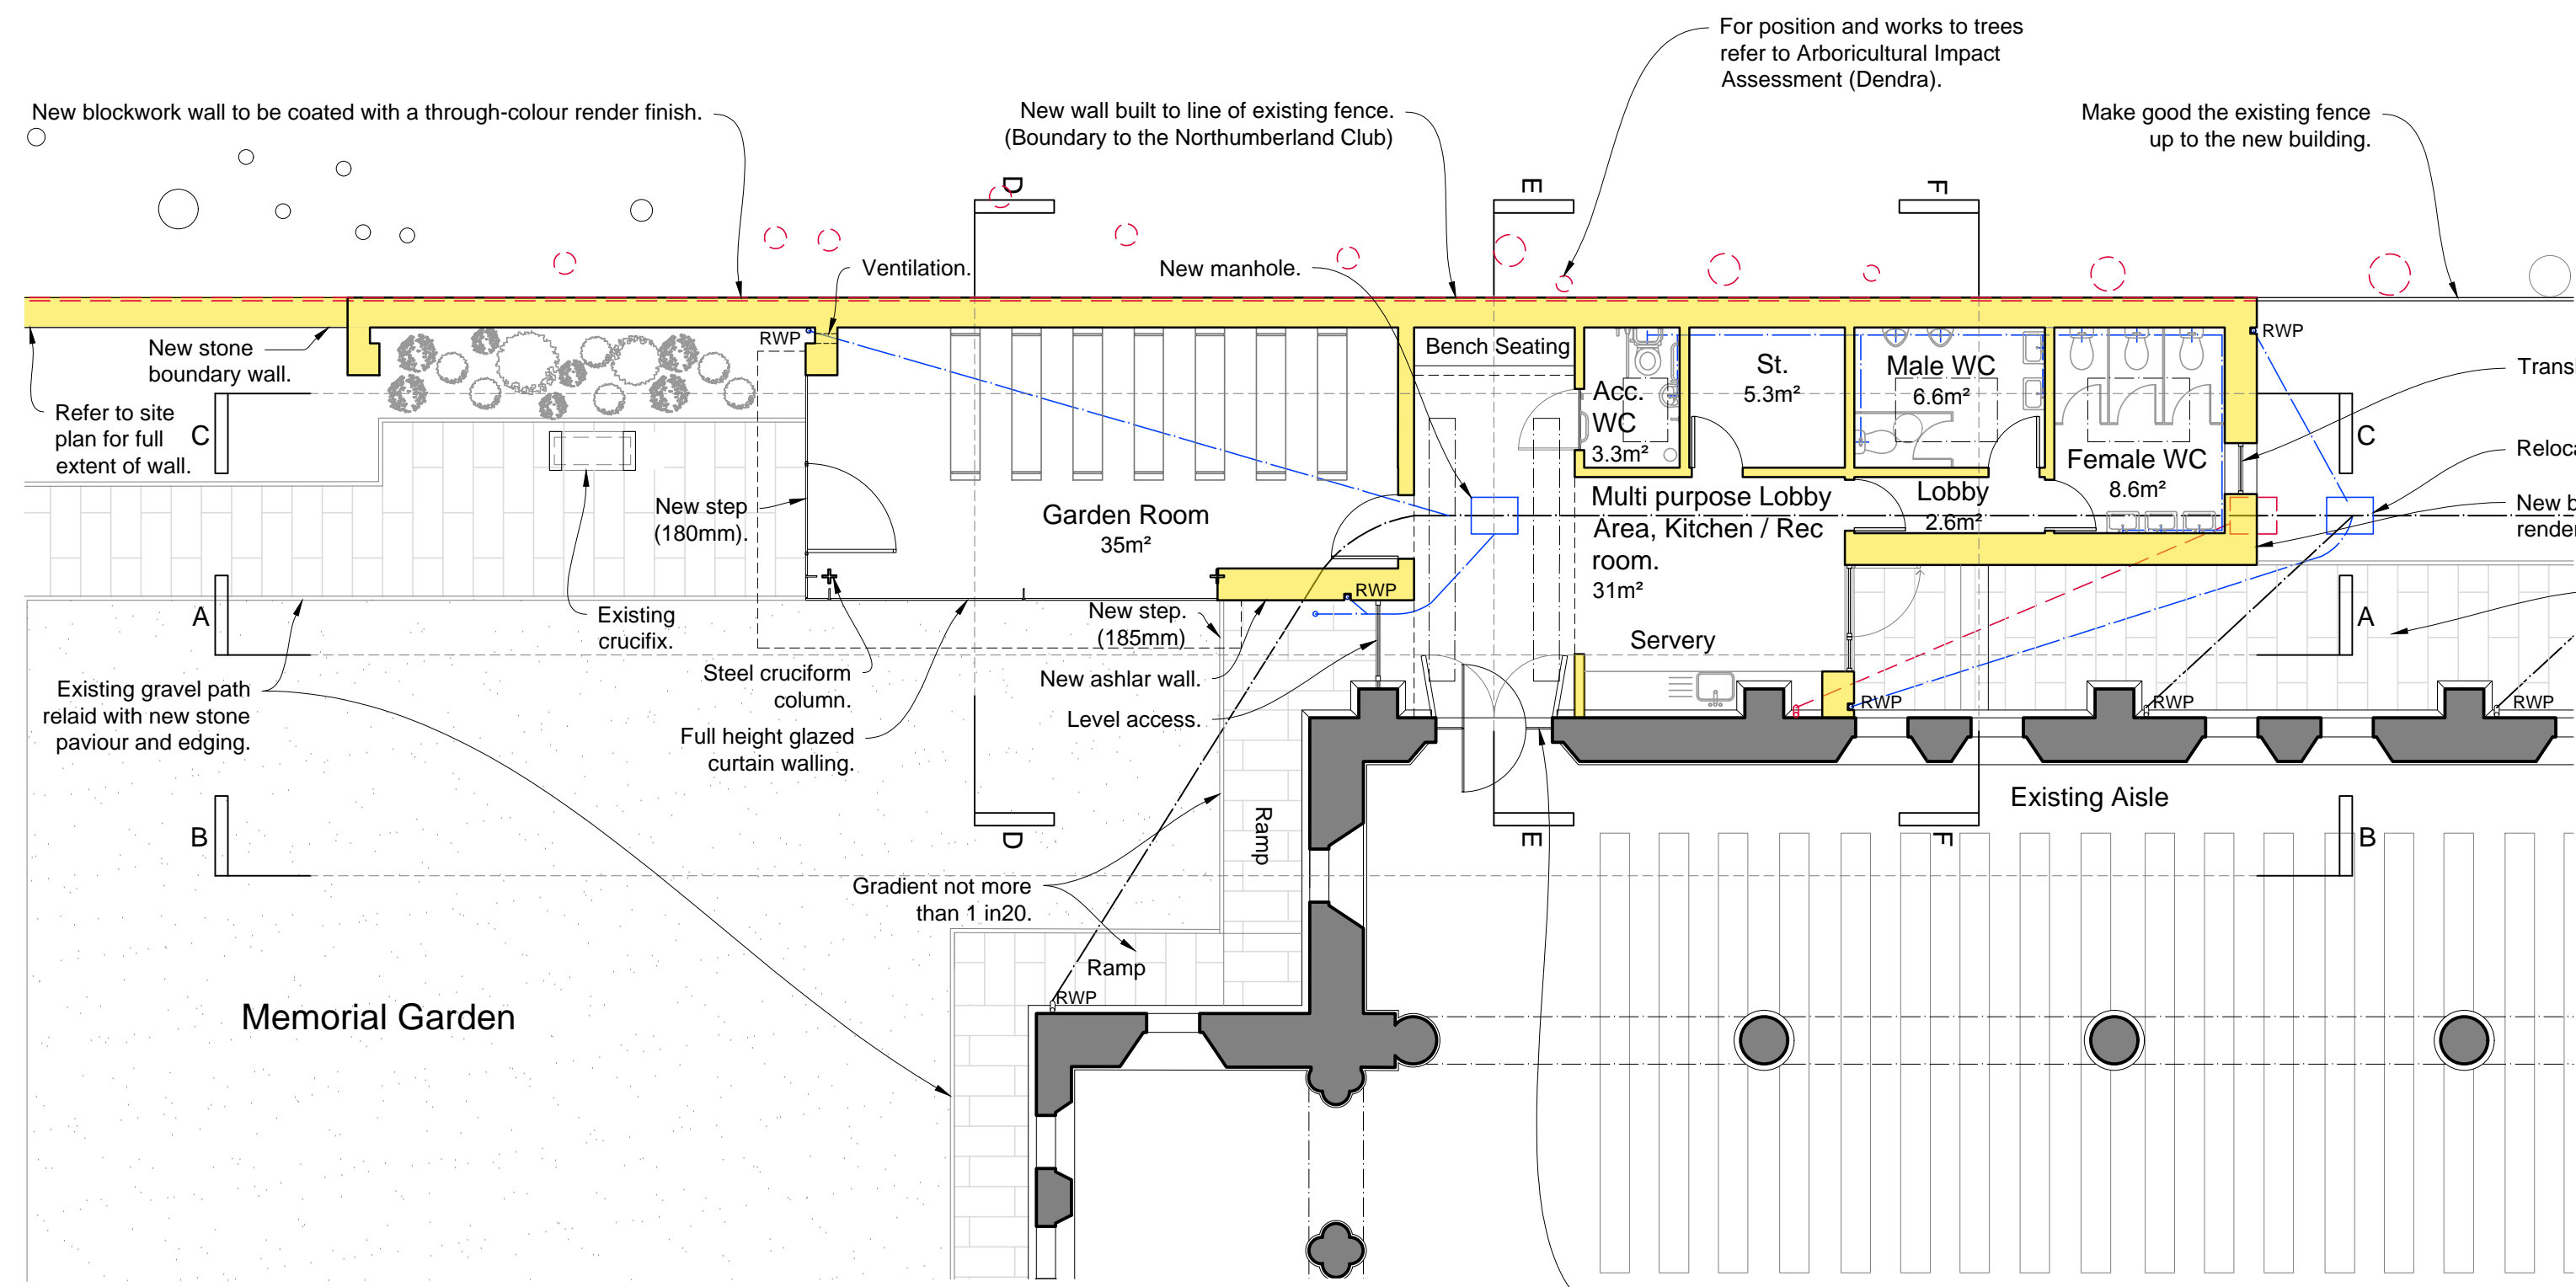 For position and works to trees
refer to Arboricultural Impact
Assessment (Dendra).
New blockwork wall to be coated with a through-colour render finish.
New wall built to line of existing fence.
(Boundary to the Northumberland Club)
Make good the existing fence
up to the new building.
D
E
F
Ventilation.
New manhole.
RWP
RWP
New stone
boundary wall.
Bench Seating
Acc.
WC
3.3m²
St.
5.3m²
Male WC
6.6m²
Female WC
8.6m²
Trans
Refer to site
plan for full
extent of wall.
C
C
Reloca
New b
render
New step
(180mm).
Garden Room
35m²
Multi purpose Lobby
Area, Kitchen / Rec
room.
31m²
Lobby
2.6m²
A
A
Existing
crucifix.
New step.
(185mm)
RWP
Servery
Steel cruciform
column.
New ashlar wall.
Level access.
Existing gravel path
relaid with new stone
paviour and edging.
Full height glazed
curtain walling.
RWP
RWP
RWP
Existing Aisle
B
B
D
E
F
Ramp
Gradient not more
than 1 in20.
Ramp
RWP
Memorial Garden